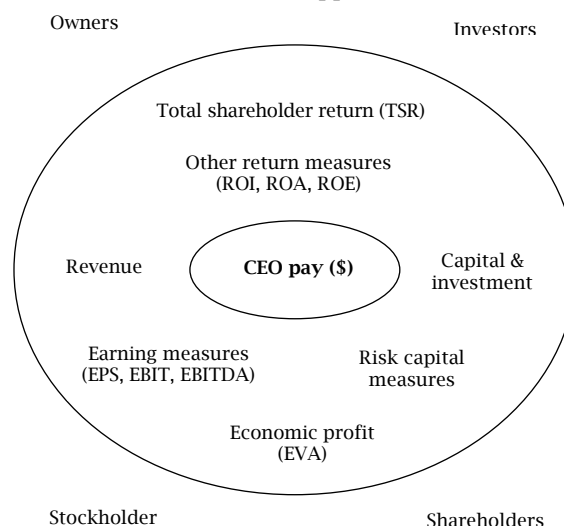 Owners
Investors
Total shareholder return (TSR)
Other return measures
(ROI, ROA, ROE)
Revenue
CEO pay ($)
Capital &
investment
Earning measures
(EPS, EBIT, EBITDA)
Risk capital
measures
Economic profit
(EVA)
Stockholder
Shareholders